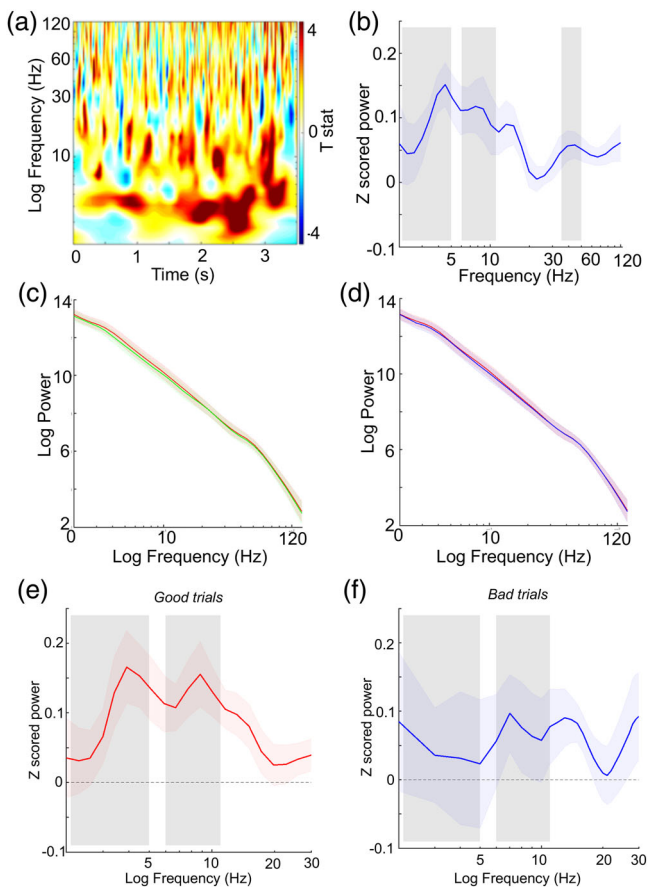 (a)
Log Frequency (Hz)
120
60
30
10
0 1 2 3
Time (s)
4
0
-4
T stat
(b)
Z scored power
0.2
0.1
0
-0.1
5 10 30 60 120
Frequency (Hz)
(c)
Log Power
14
10
6
2
0 10 120
Log Frequency (Hz)
(d)
Log Power
14
10
6
2
0 10 120
Log Frequency (Hz)
(e)
Good trials
Z scored power
0.2
0.1
0
-0.1
5 10 20 30
Log Frequency (Hz)
(f)
Bad trials
Z scored power
0.2
0.1
0
-0.1
5 10 20 30
Log Frequency (Hz)